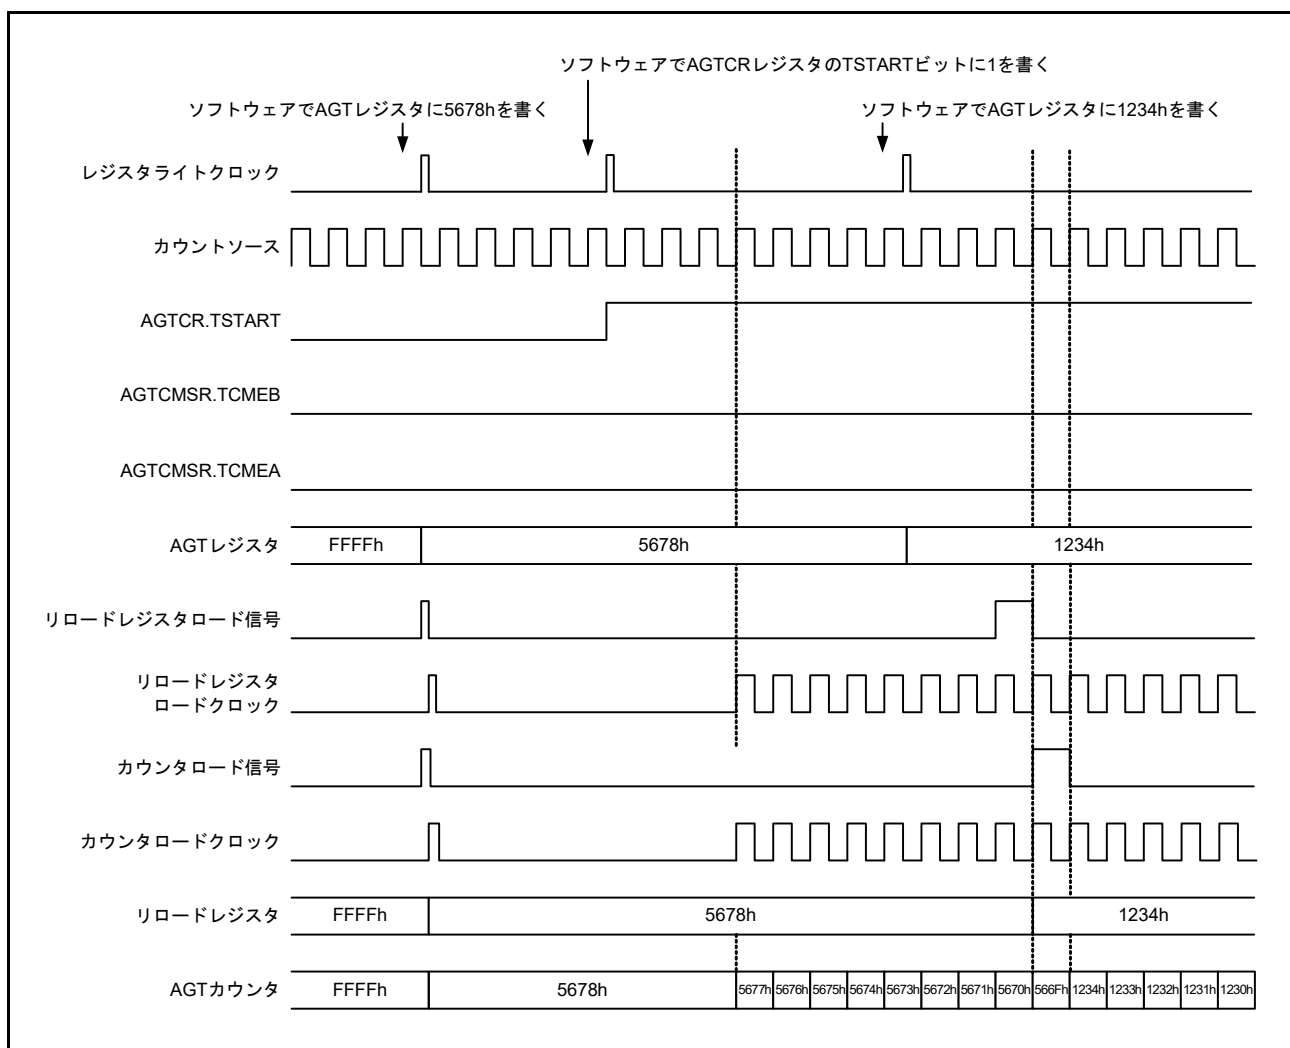 ソフトウェアでAGTCRレジスタのTSTARTビットに1を書く
ソフトウェアでAGTレジスタに5678hを書く
ソフトウェアでAGTレジスタに1234hを書く
レジスタライトクロック
カウントソース
AGTCR.TSTART
AGTCMSR.TCMEB
AGTCMSR.TCMEA
AGTレジスタ FFFFh 5678h 1234h
リロードレジスタロード信号
リロードレジスタ
ロードクロック
カウンタロード信号
カウンタロードクロック
リロードレジスタ FFFFh 5678h 1234h
AGTカウンタ FFFFh 5678h 5677h 5676h 5675h 5674h 5673h 5672h 5671h 5670h 566Fh 1234h 1233h 1232h 1231h 1230h